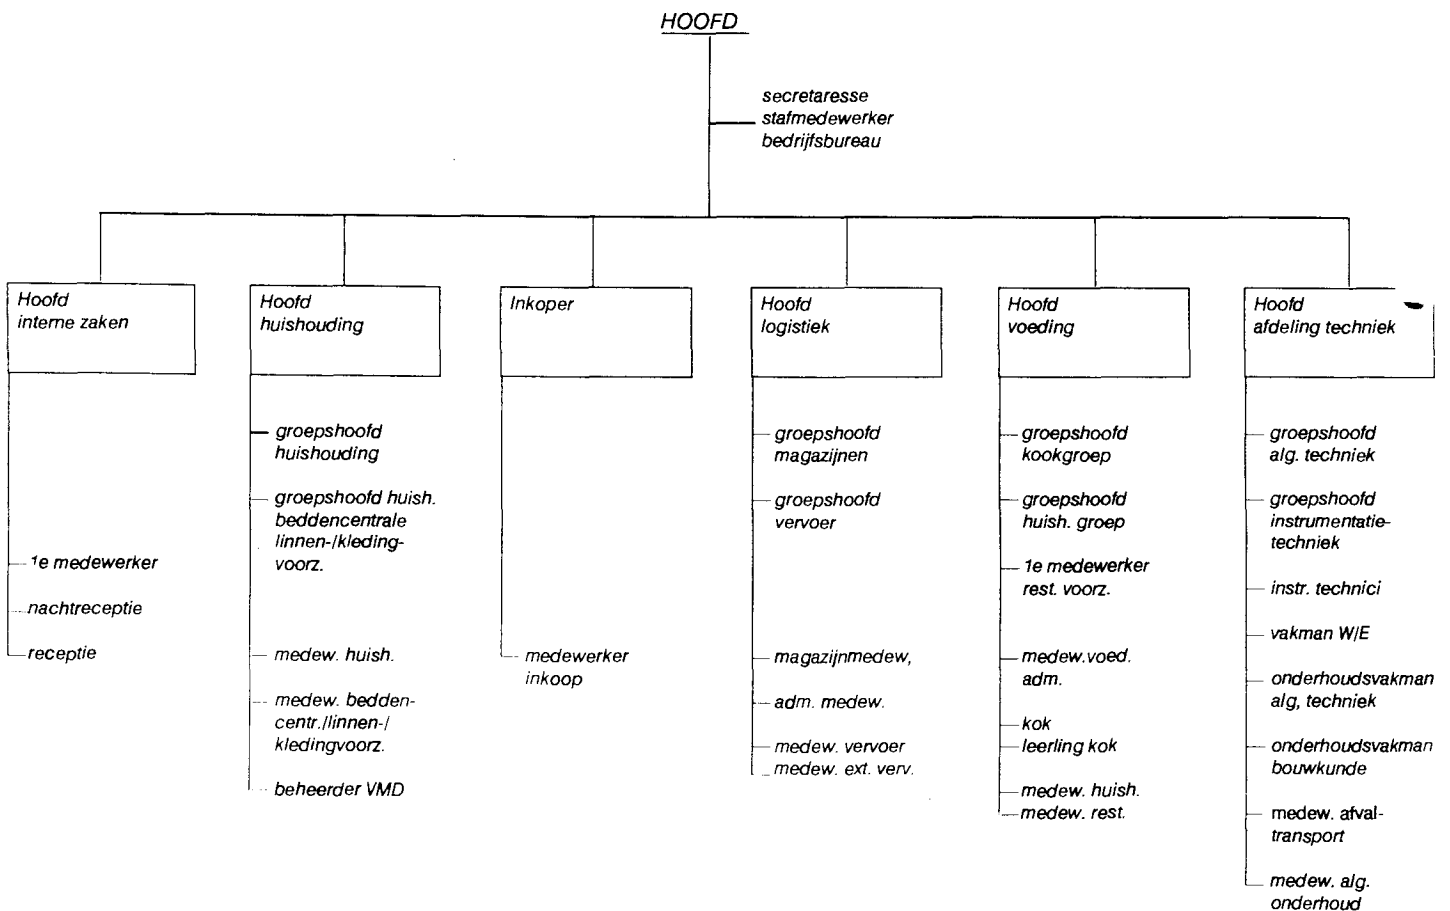 HOOFD
secretaresse
stafmedewerker
bedrijfsbureau
Hoofd
interne zaken
1e medewerker
nachtreceptie
receptie
Hoofd
huishouding
groepshoofd
huishouding
groepshoofd huish.
beddencentrale
linnen-/kleding-
voorz.
medew. huish.
medew. bedden-
centr./linnen-/
kledingvoorz.
beheerder VMD
Inkoper
medewerker
inkoop
Hoofd
logistiek
groepshoofd
magazijnen
groepshoofd
vervoer
magazijnmedew,
adm. medew.
medew. vervoer
medew. ext. verv.
Hoofd
voeding
groepshoofd
kookgroep
groepshoofd
huish. groep
1e medewerker
rest. voorz.
medew.voed.
adm.
kok
leerling kok
medew. huish.
medew. rest.
Hoofd
afdeling techniek
groepshoofd
alg. techniek
groepshoofd
instrumentatie-
techniek
instr. technici
vakman W/E
onderhoudsvakman
alg, techniek
onderhoudsvakman
bouwkunde
medew. afval-
transport
medew. alg.
onderhoud